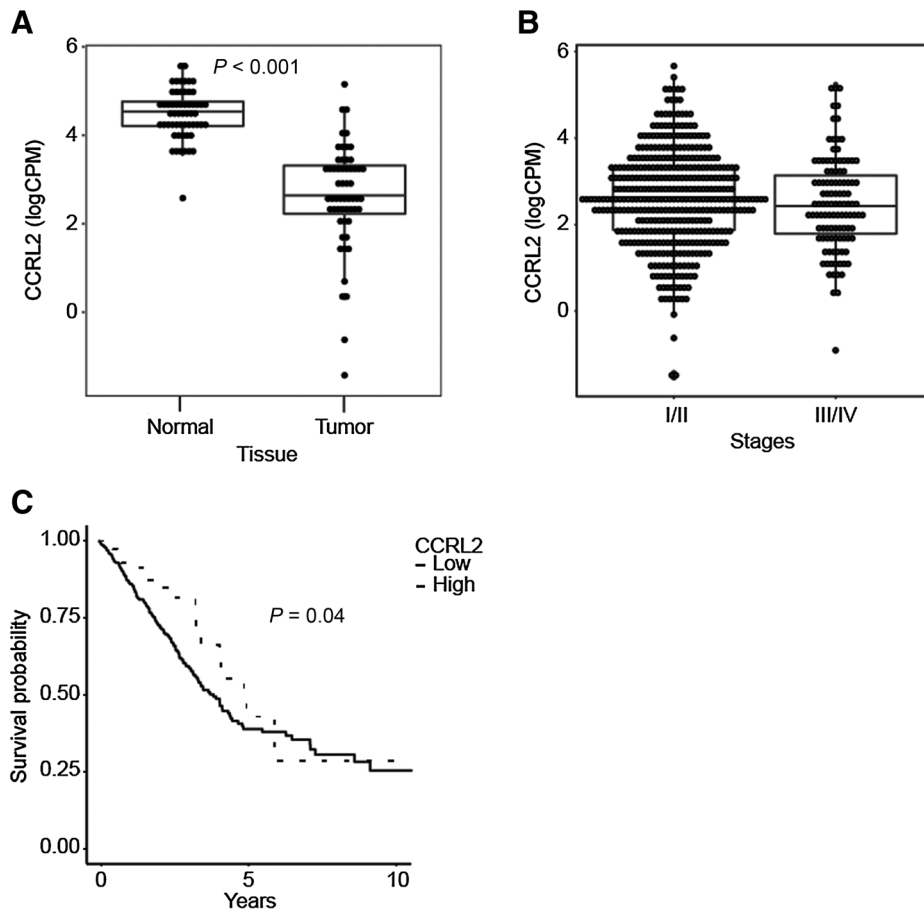 A
6
4
2
0
CCRL2 (logCPM)
P < 0.001
Normal
Tumor
Tissue
B
6
4
2
0
CCRL2 (logCPM)
I/II
III/IV
Stages
C
1.00
0.75
0.50
0.25
0.00
Survival probability
P = 0.04
CCRL2
Low
High
0
5
10
Years